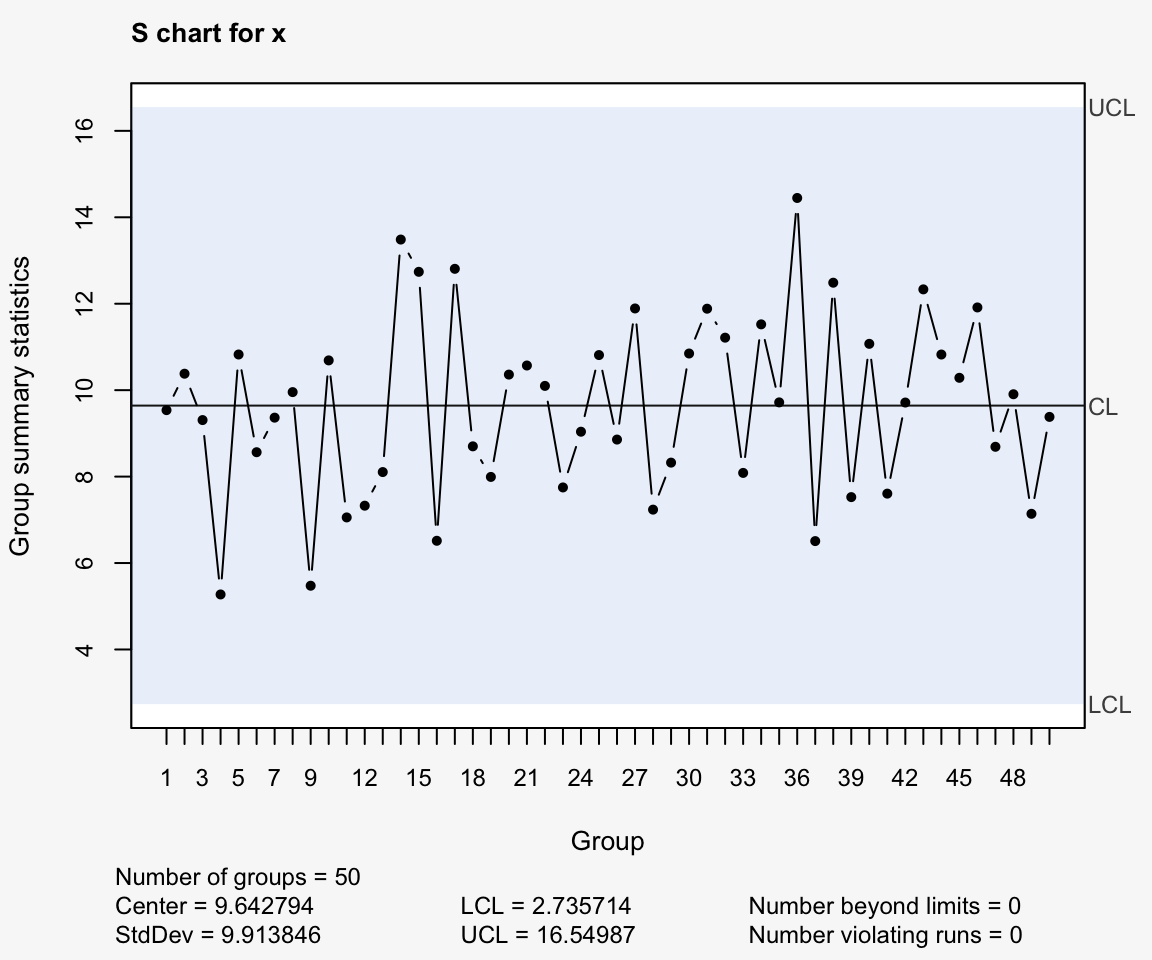 S chart for x
UCL
16
14
12
10
8
6
4
CL
LCL
Group summary statistics
1 3 5 7 9 12 15 18 21 24 27 30 33 36 39 42 45 48
Group
Number of groups = 50
Center = 9.642794 LCL = 2.735714 Number beyond limits = 0
StdDev = 9.913846 UCL = 16.54987 Number violating runs = 0